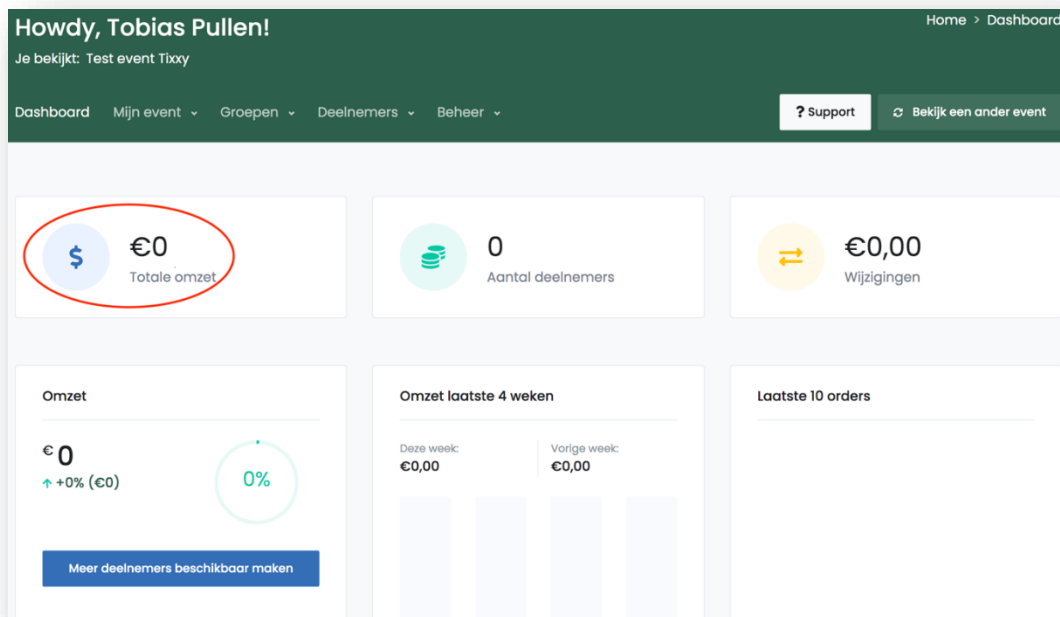 Howdy, Tobias Pullen!
Home > Dashboard
Je bekijkt: Test event Tixxy
Dashboard Mijn event Groepen Deelnemers Beheer ? Support Bekijk een ander event
$ €0
Totale omzet
0
Aantal deelnemers
€0,00
Wijzigingen
Omzet
€ 0
+0% (€0)
0%
Meer deelnemers beschikbaar maken
Omzet laatste 4 weken
Deze week: Vorige week:
€0,00 €0,00
Laatste 10 orders